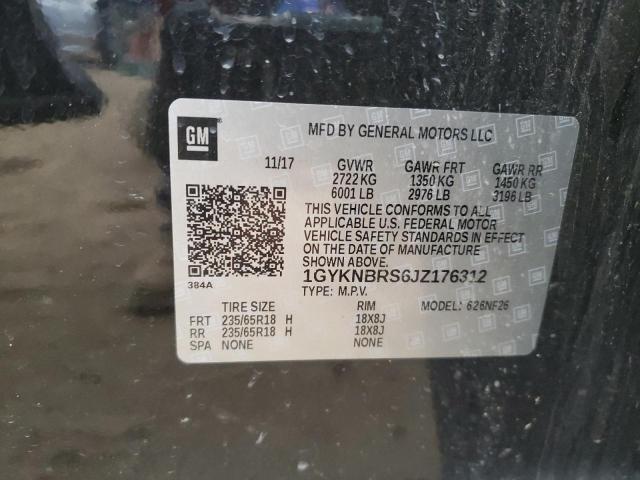 GM
MFD BY GENERAL MOTORS LLC
11/17 GVWR GAWR FRT GAWR RR
2722 KG 1350 KG 1450 KG
6001 LB 2976 LB 3196 LB
THIS VEHICLE CONFORMS TO ALL
APPLICABLE U.S. FEDERAL MOTOR
VEHICLE SAFETY STANDARDS IN EFFECT
ON THE DATE OF MANUFACTURE
SHOWN ABOVE.
1GYKNBRS6JZ176312
384A
TYPE: M.P.V. MODEL: 626NF26
TIRE SIZE RIM
FRT 235/65R18 H 18X8J
RR 235/65R18 H 18X8J
SPA NONE NONE